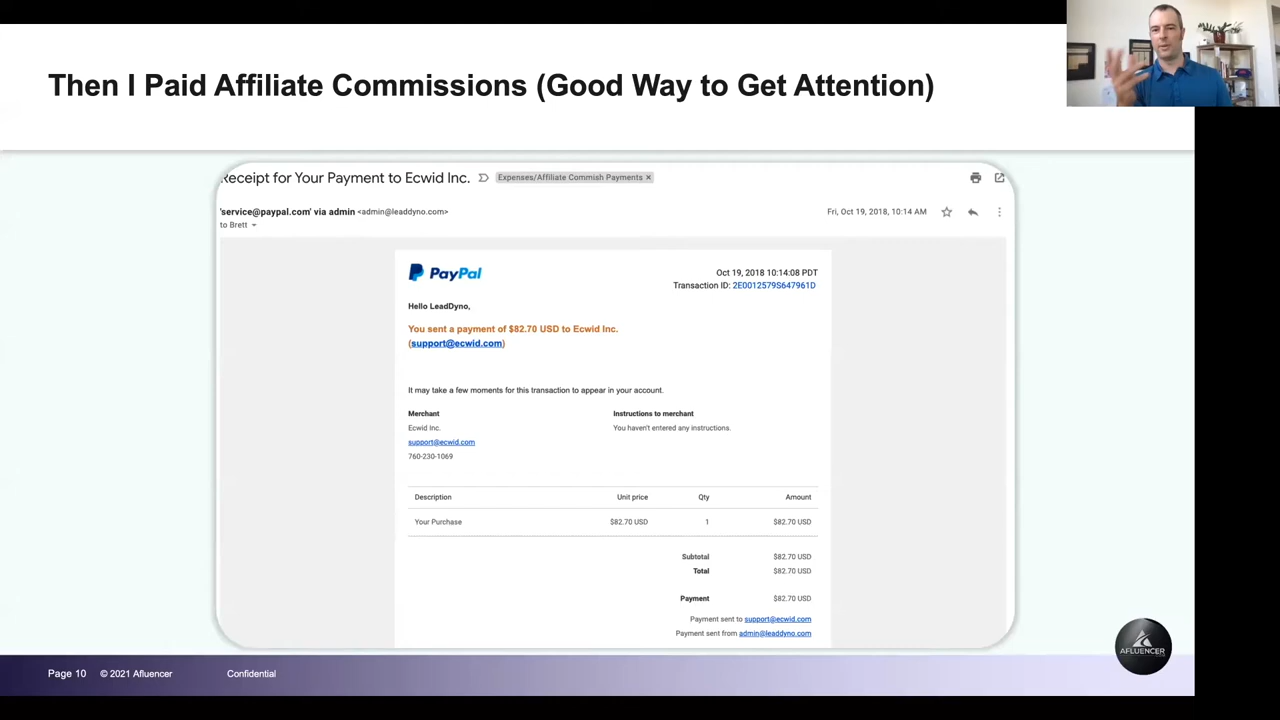 Then I Paid Affiliate Commissions (Good Way to Get Attention)
Receipt for Your Payment to Ecwid Inc. Expenses/Affiliate Commish Payments ×
'service@paypal.com' via admin <admin@leaddyno.com> Fri, Oct 19, 2018, 10:14 AM
to Brett
PayPal
Oct 19, 2018 10:14:08 PDT
Transaction ID: 2E0012579S647961D
Hello LeadDyno,
You sent a payment of $82.70 USD to Ecwid Inc.
(support@ecwid.com)
It may take a few moments for this transaction to appear in your account.
Merchant Instructions to merchant
Ecwid Inc. You haven't entered any instructions.
support@ecwid.com
760-230-1069
Description Unit price Qty Amount
Your Purchase $82.70 USD 1 $82.70 USD
Subtotal $82.70 USD
Total $82.70 USD
Payment $82.70 USD
Payment sent to support@ecwid.com
Payment sent from admin@leaddyno.com
AFLUENCER
Page 10 © 2021 Afluencer Confidential